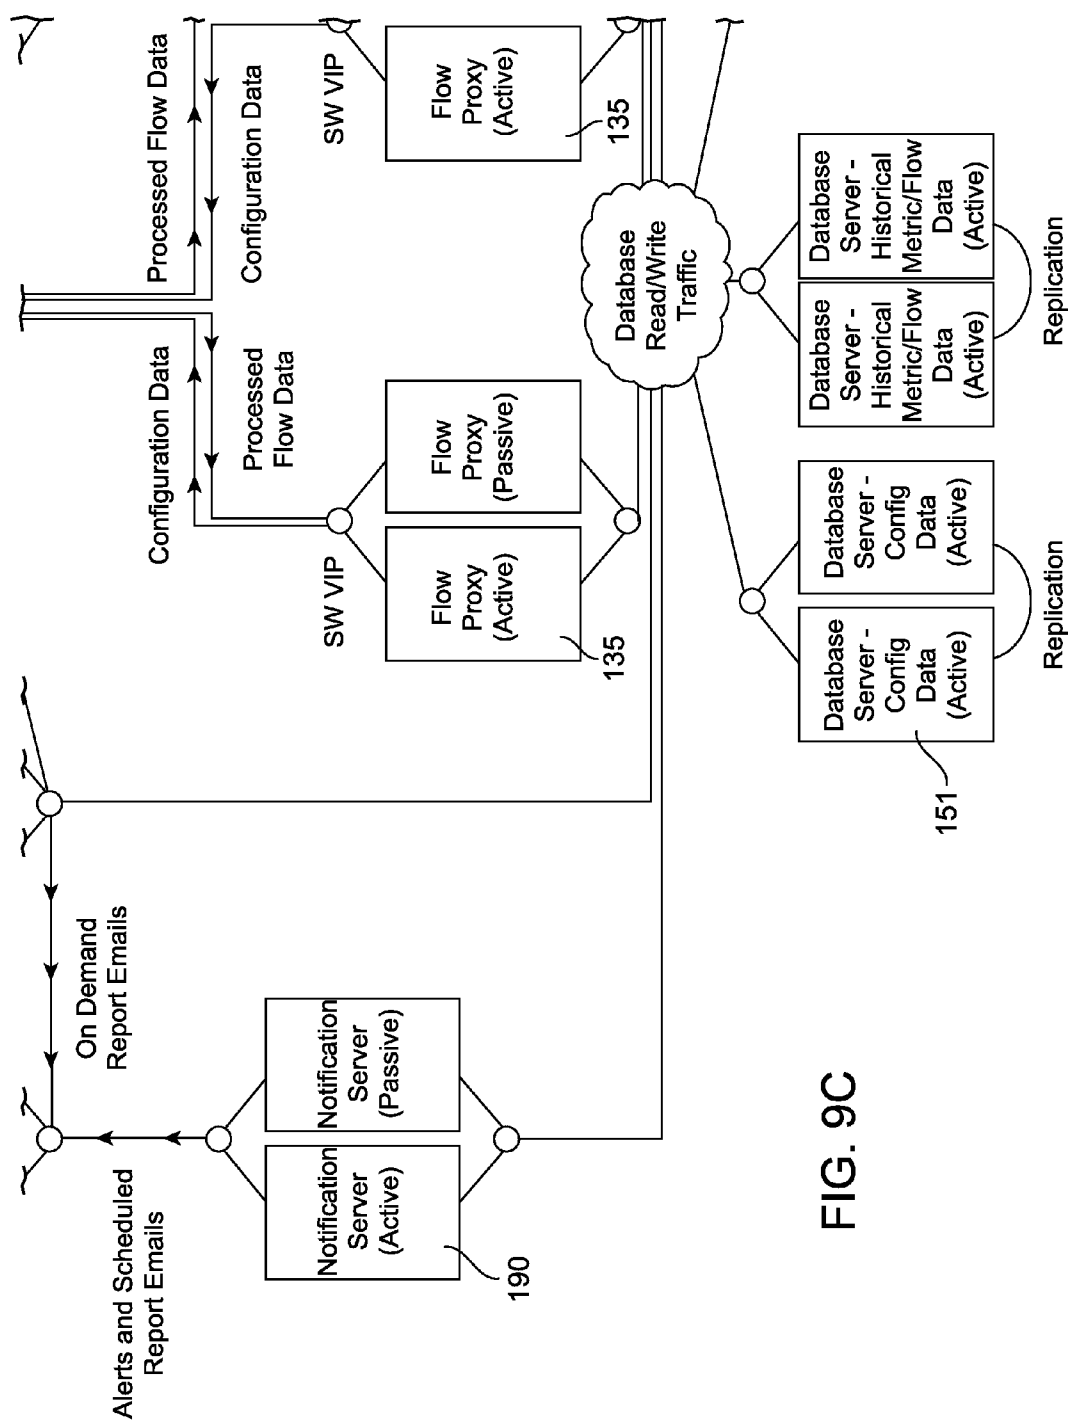 Alerts and Scheduled
Report Emails
On Demand
Report Emails
Notification
Server
(Active)
Notification
Server
(Passive)
190
Configuration Data
Processed
Flow Data
Processed Flow Data
Configuration Data
SW VIP
Flow
Proxy
(Active)
Flow
Proxy
(Passive)
135
SW VIP
Flow
Proxy
(Active)
135
Database
Read/Write
Traffic
Database
Server -
Config
Data
(Active)
Database
Server -
Config
Data
(Active)
151
Replication
Database
Server -
Historical
Metric/Flow
Data
(Active)
Database
Server -
Historical
Metric/Flow
Data
(Active)
Replication
FIG. 9C